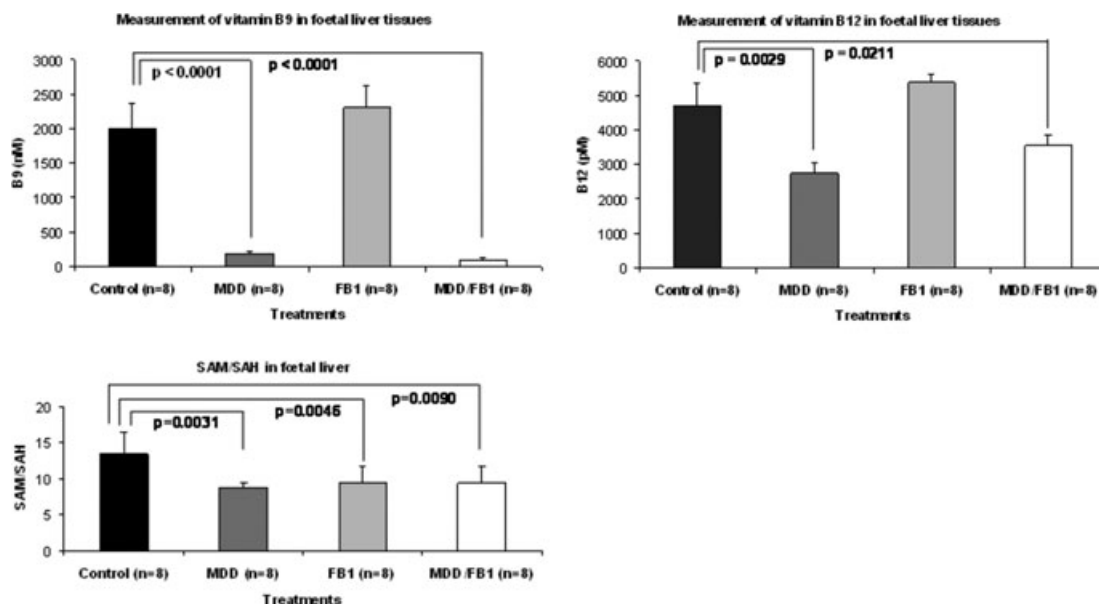 Measurement of vitamin B9 in foetal liver tissues
p < 0.0001
p < 0.0001
3000
2500
2000
1500
1000
500
0
B9 (nM)
Control (n=8) MDD (n=8) FB1 (n=8) MDD/FB1 (n=8)
Treatments
Measurement of vitamin B12 in foetal liver tissues
p = 0.0029
p = 0.0211
6000
5000
4000
3000
2000
1000
0
B12 (pM)
Control (n=8) MDD (n=8) FB1 (n=8) MDD/FB1 (n=8)
Treatments
SAM/SAH in fœtal liver
p=0.0031
p=0.0046
p=0.0090
20
15
10
5
0
SAM/SAH
Control (n=8) MDD (n=8) FB1 (n=8) MDD/FB1 (n=8)
Treatments